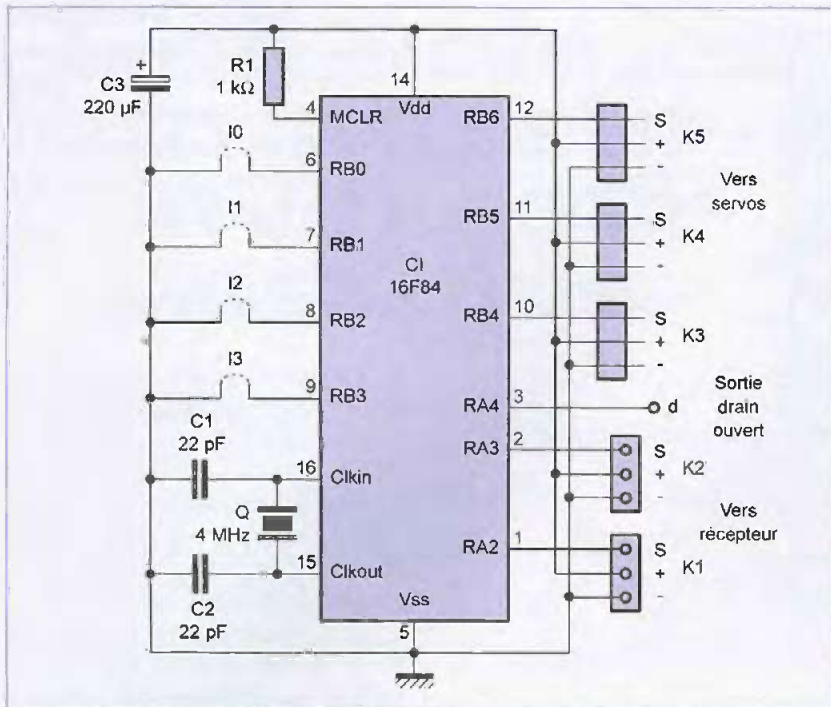 C3
+
220 µF
R1
1 kΩ
14
Vdd
4
MCLR
I0
6
RB0
I1
7
RB1
I2
8
RB2
I3
9
RB3
C1
22 pF
16
Clkin
Q
4 MHz
15
Clkout
C2
22 pF
Vss
5
CI
16F84
RB6
12
S
+
-
K5
Vers
servos
RB5
11
S
+
-
K4
RB4
10
S
+
-
K3
RA4
3
d
Sortie
drain
ouvert
RA3
2
S
+
-
K2
Vers
récepteur
RA2
1
S
+
-
K1